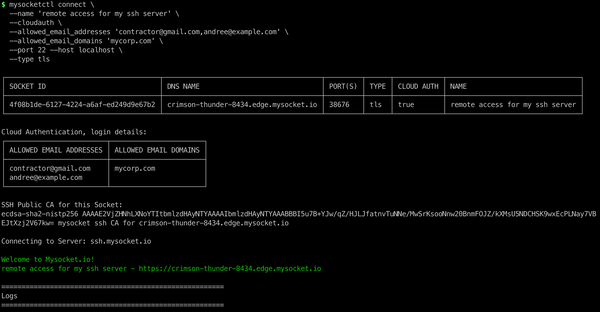 $ mysocketctl connect \
--name 'remote access for my ssh server' \
--cloudauth \
--allowed_email_addresses 'contractor@gmail.com,andree@example.com' \
--allowed_email_domains 'mycorp.com' \
--port 22 --host localhost \
--type tls
SOCKET ID DNS NAME PORT(S) TYPE CLOUD AUTH NAME
4f08b1de-6127-4224-a6af-ed249d9e67b2 crimson-thunder-8434.edge.mysocket.io 38676 tls true remote access for my ssh server
Cloud Authentication, login details:
ALLOWED EMAIL ADDRESSES ALLOWED EMAIL DOMAINS
contractor@gmail.com mycorp.com
andree@example.com
SSH Public CA for this Socket:
ecdsa-sha2-nistp256
mysocket ssh CA for crimson-thunder-8434.edge.mysocket.io
Connecting to Server: ssh.mysocket.io
Welcome to Mysocket.io!
remote access for my ssh server - https://crimson-thunder-8434.edge.mysocket.io
=======================================================
Logs
=======================================================